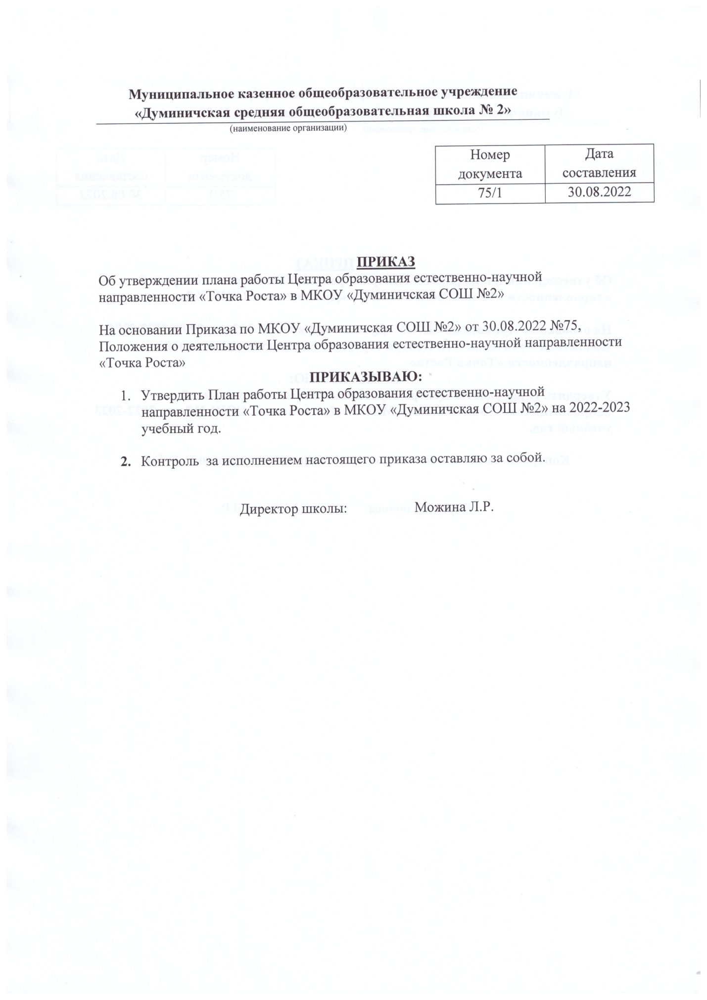 Муниципальное казенное общеобразовательное учреждение
«Думиничская средняя общеобразовательная школа № 2»
(наименование организации)
Номер документа Дата составления
75/1 30.08.2022
ПРИКАЗ
Об утверждении плана работы Центра образования естественно-научной
направленности «Точка Роста» в МКОУ «Думиничская СОШ №2»
На основании Приказа по МКОУ «Думиничская СОШ №2» от 30.08.2022 №75,
Положения о деятельности Центра образования естественно-научной направленности
«Точка Роста»
ПРИКАЗЫВАЮ:
1. Утвердить План работы Центра образования естественно-научной
направленности «Точка Роста» в МКОУ «Думиничская СОШ №2» на 2022-2023
учебный год.
2. Контроль за исполнением настоящего приказа оставляю за собой.
Директор школы: Можина Л.Р.